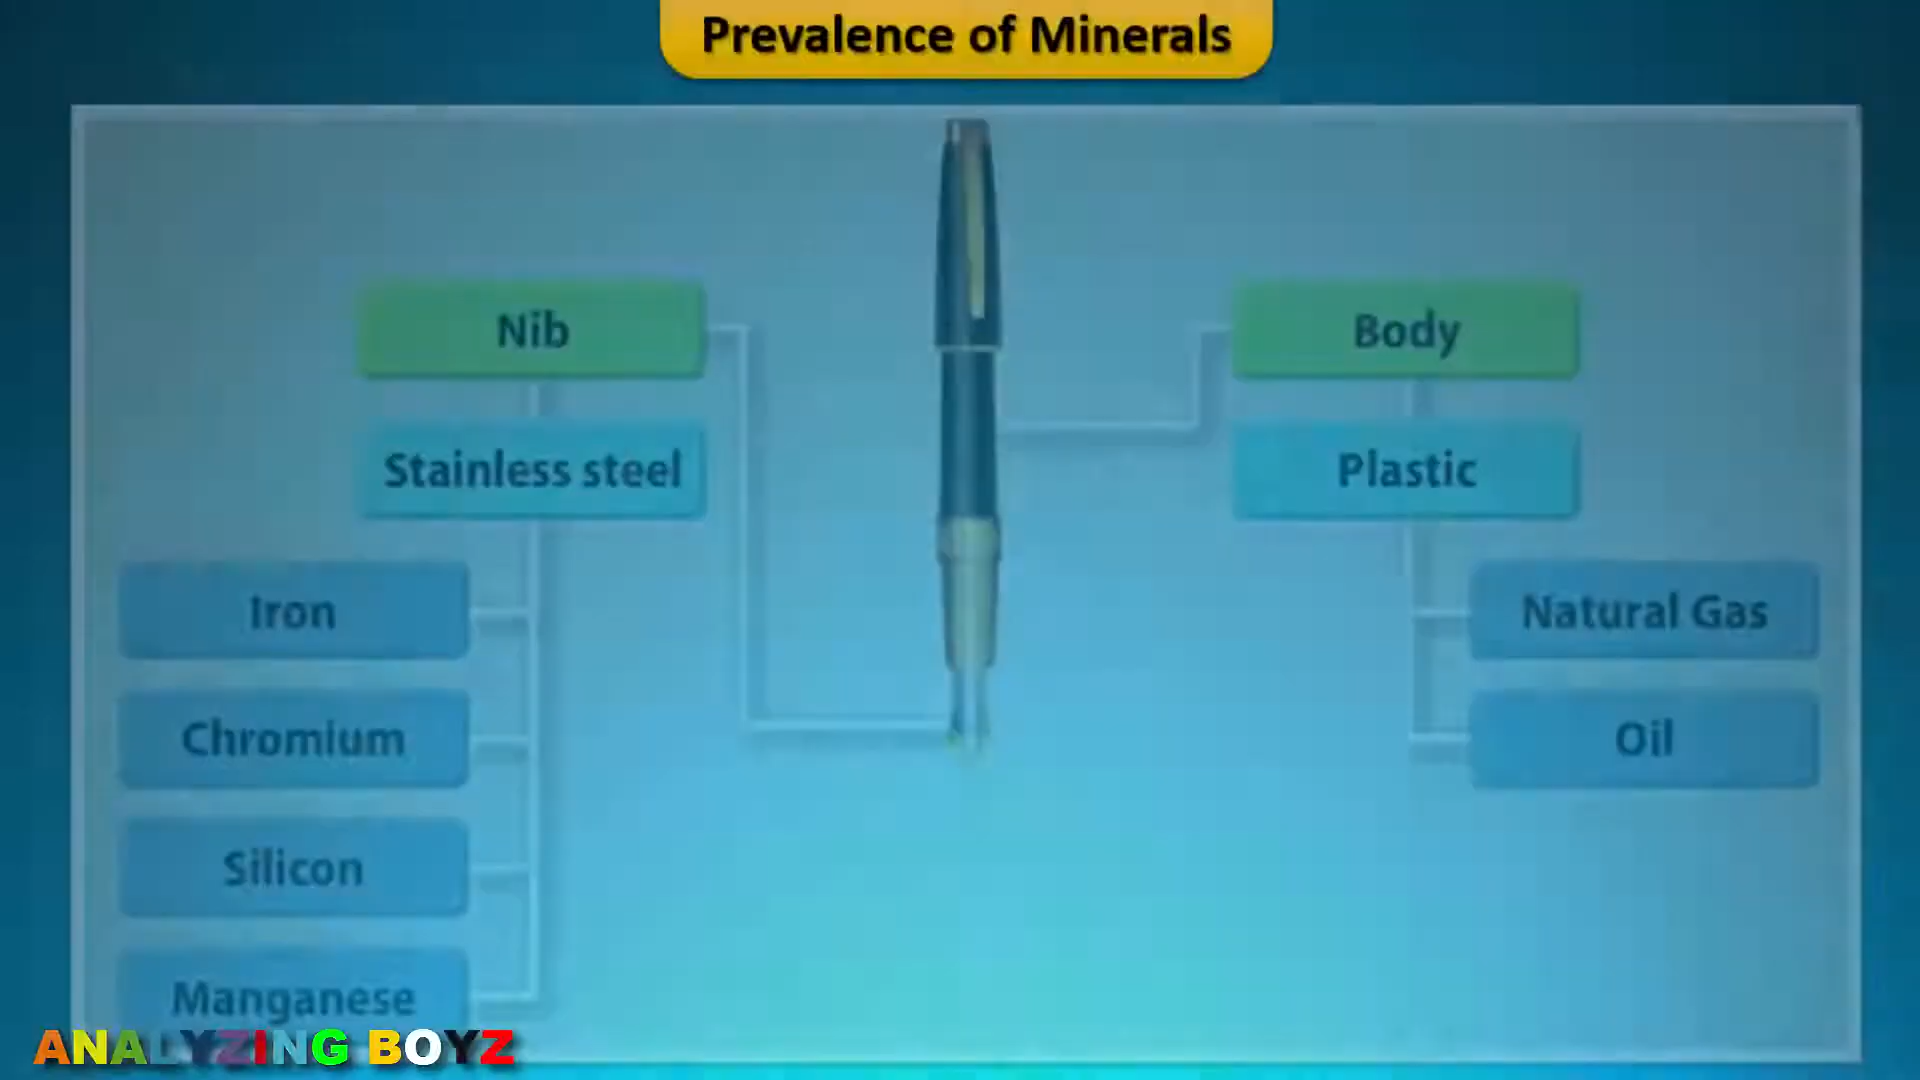 Prevalence of Minerals
Nib
Body
Stainless steel
Plastic
Iron
Natural Gas
Chromium
Oil
Silicon
Manganese
ANALYZING BOYZ